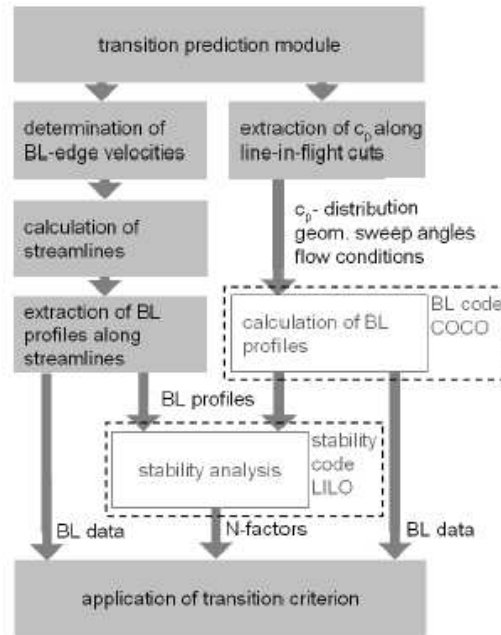 transition prediction module
determination of
BL-edge velocities
extraction of cp along
line-in-flight cuts
calculation of
streamlines
cp- distribution
geom. sweep angles
flow conditions
extraction of BL
profiles along
streamlines
calculation of BL
profiles
BL code
COCO
BL profiles
stability analysis
stability
code
LILO
BL data
N-factors
BL data
application of transition criterion